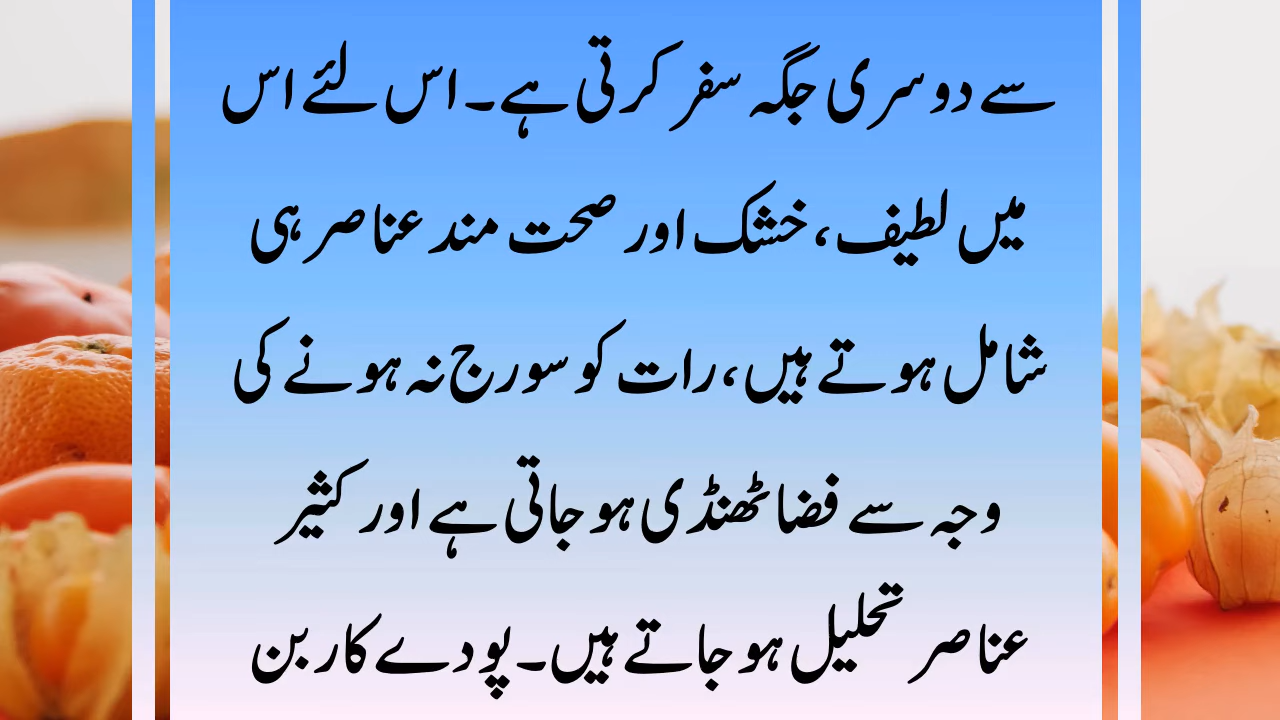 سے دوسری جگہ سفر کرتی ہے۔ اس لئے اس
میں لطیف، خشک اور صحت مند عناصر ہی
شامل ہوتے ہیں، رات کو سورج نہ ہونے کی
وجہ سے فضا ٹھنڈی ہو جاتی ہے اور کثیر
عناصر تحلیل ہو جاتے ہیں۔ پودے کاربن